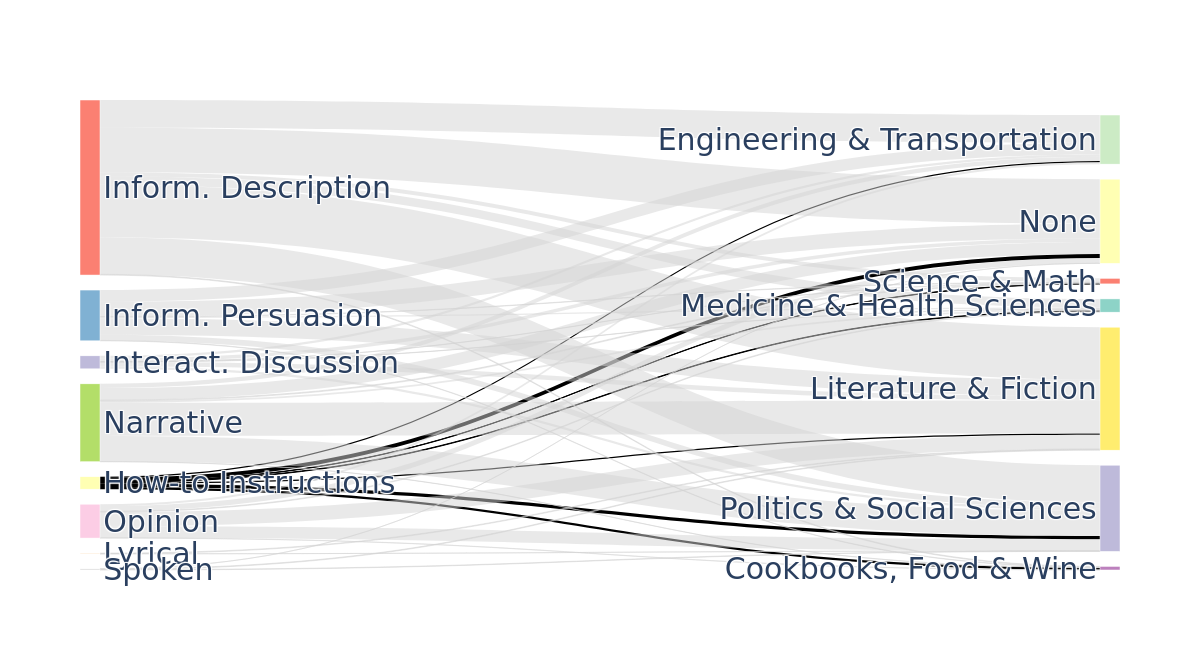 Inform. Description
Inform. Persuasion
Interact. Discussion
Narrative
How-to Instructions
Opinion
Lyrical
Spoken
Engineering & Transportation
None
Science & Math
Medicine & Health Sciences
Literature & Fiction
Politics & Social Sciences
Cookbooks, Food & Wine